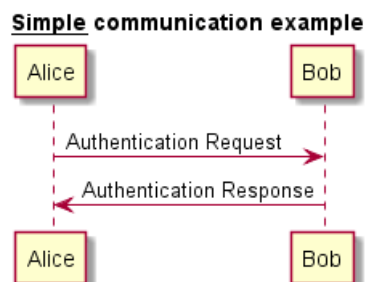 Simple communication example
Alice Bob
Authentication Request
Authentication Response
Alice Bob